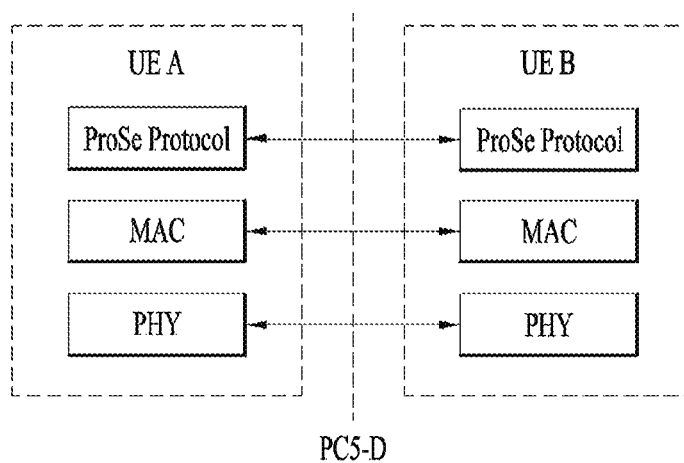 UE A
UE B
ProSe Protocol
ProSe Protocol
MAC
MAC
PHY
PHY
PC5-D